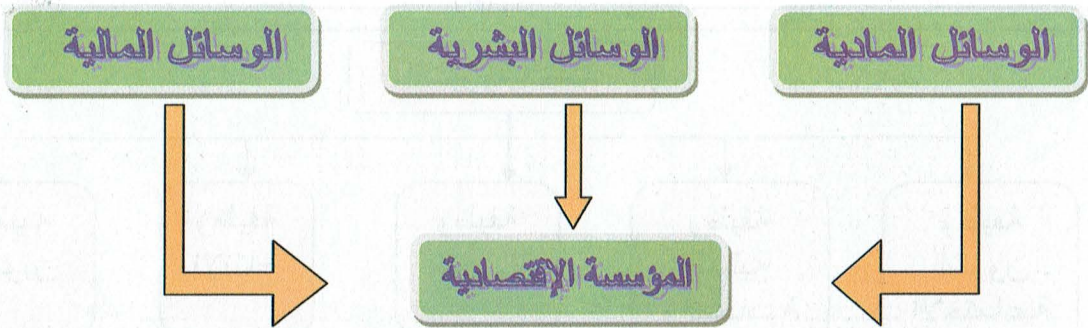 الوسائل المادية
الوسائل البشرية
الوسائل المالية
المؤسسة الإقتصادية